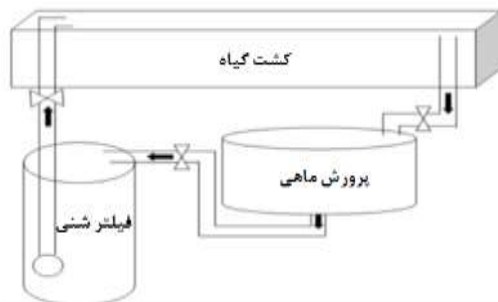 کشت گیاه
پرورش ماهی
فیلتر شنی